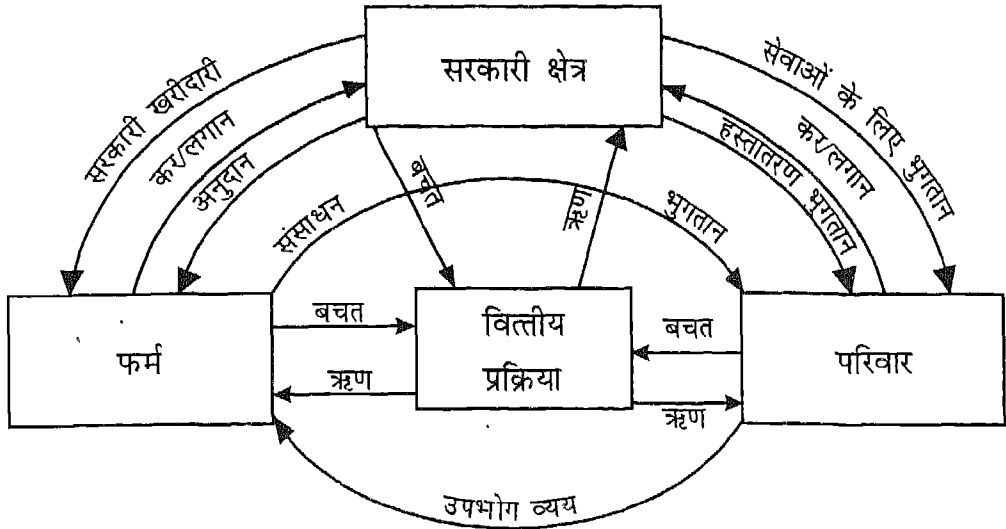 सरकारी क्षेत्र
सरकारी खरीदारी
कर/लगान
अनुदान
सेवाओं के लिए भुगतान
कर/लगान
हस्तातरण भुगतान
बचत
ऋण
संसाधन
भुगतान
फर्म
बचत
ऋण
वित्तीय
प्रक्रिया
बचत
ऋण
परिवार
उपभोग व्यय